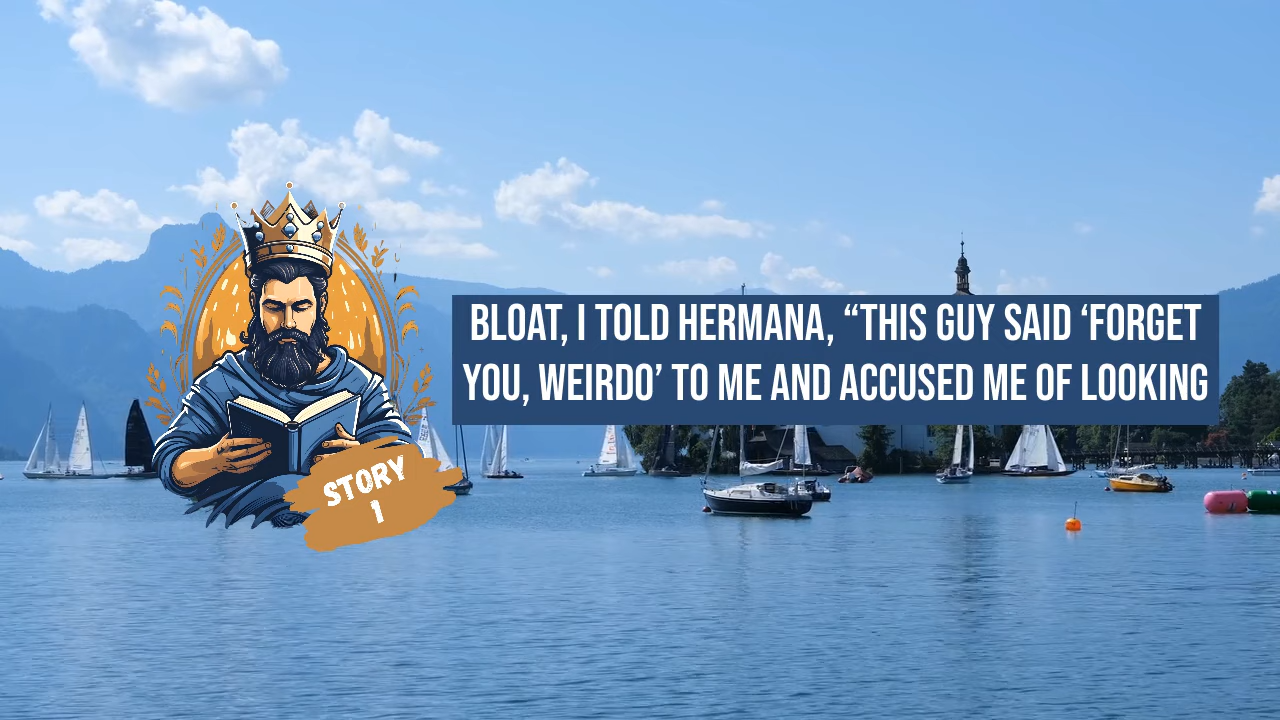 BLOAT, I TOLD HERMANA, “THIS GUY SAID ‘FORGET
YOU, WEIRDO’ TO ME AND ACCUSED ME OF LOOKING
STORY
1